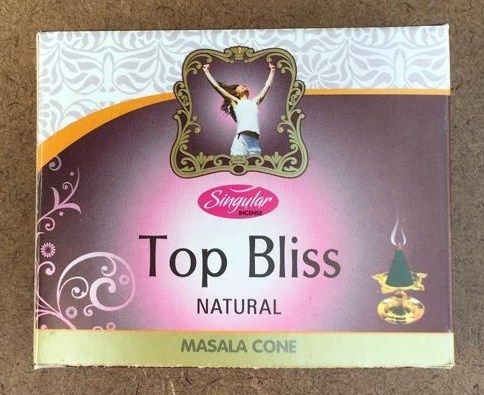 Singular
INCENSE
Top Bliss
NATURAL
MASALA CONE